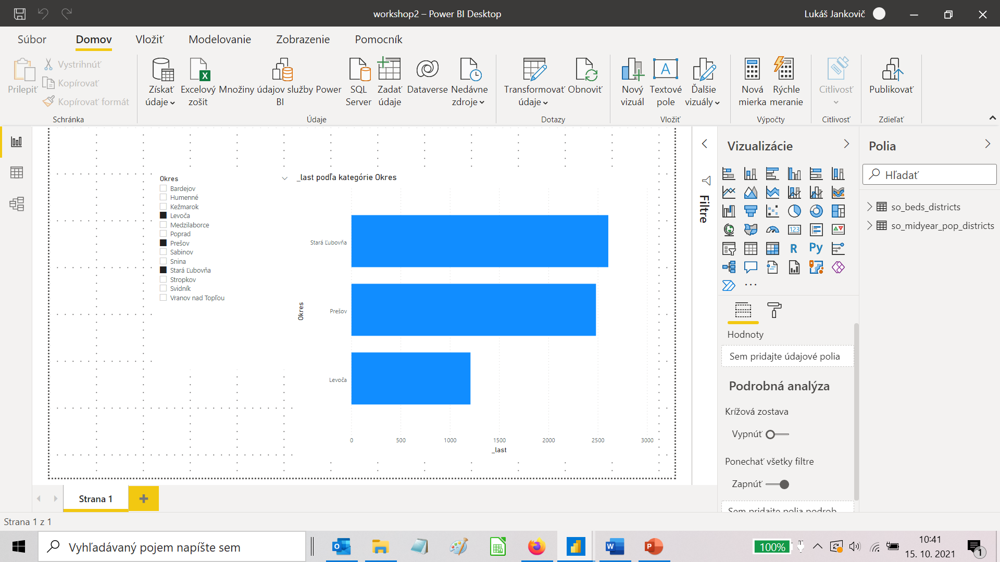 workshop2 – Power BI Desktop
Lukáš Jankovič
Súbor
Domov
Vložiť
Modelovanie
Zobrazenie
Pomocník
Prilepiť
Vystrihnúť
Kopírovať
Kopírovať formát
Schránka
Získať
údaje
Excelový
zošit
Množiny údajov služby Power
BI
SQL
Server
Zadať
údaje
Dataverse
Nedávne
zdroje
Údaje
Transformovať
údaje
Obnoviť
Dotazy
Nový
vizuál
Textové
pole
Ďalšie
vizuály
Vložiť
Nová
mierka
Rýchle
meranie
Výpočty
Citlivosť
Citlivosť
Publikovať
Zdieľať
Okres
Bardejov
Humenné
Kežmarok
Levoča
Medzilaborce
Poprad
Prešov
Sabinov
Snina
Stará Ľubovňa
Stropkov
Svidník
Vranov nad Topľou
_last podľa kategórie Okres
Okres
Stará Ľubovňa
Prešov
Levoča
0
500
1000
1500
2000
2500
3000
_last
Filtre
Vizualizácie
123
R
Py
Hodnoty
Sem pridajte údajové polia
Podrobná analýza
Krížová zostava
Vypnúť
Ponechať všetky filtre
Zapnúť
Sem pridajte polia podrob
Polia
Hľadať
so_beds_districts
so_midyear_pop_districts
Strana 1
Strana 1 z 1
Vyhľadávaný pojem napíšte sem
100%
10:41
15. 10. 2021
1